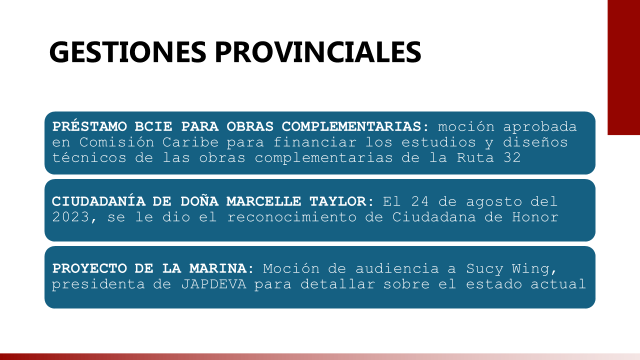 GESTIONES PROVINCIALES
PRÉSTAMO BCIE PARA OBRAS COMPLEMENTARIAS: moción aprobada
en Comisión Caribe para financiar los estudios y diseños
técnicos de las obras complementarias de la Ruta 32
CIUDADANÍA DE DOÑA MARCELLE TAYLOR: El 24 de agosto del
2023, se le dio el reconocimiento de Ciudadana de Honor
PROYECTO DE LA MARINA: Moción de audiencia a Sucy Wing,
presidenta de JAPDEVA para detallar sobre el estado actual